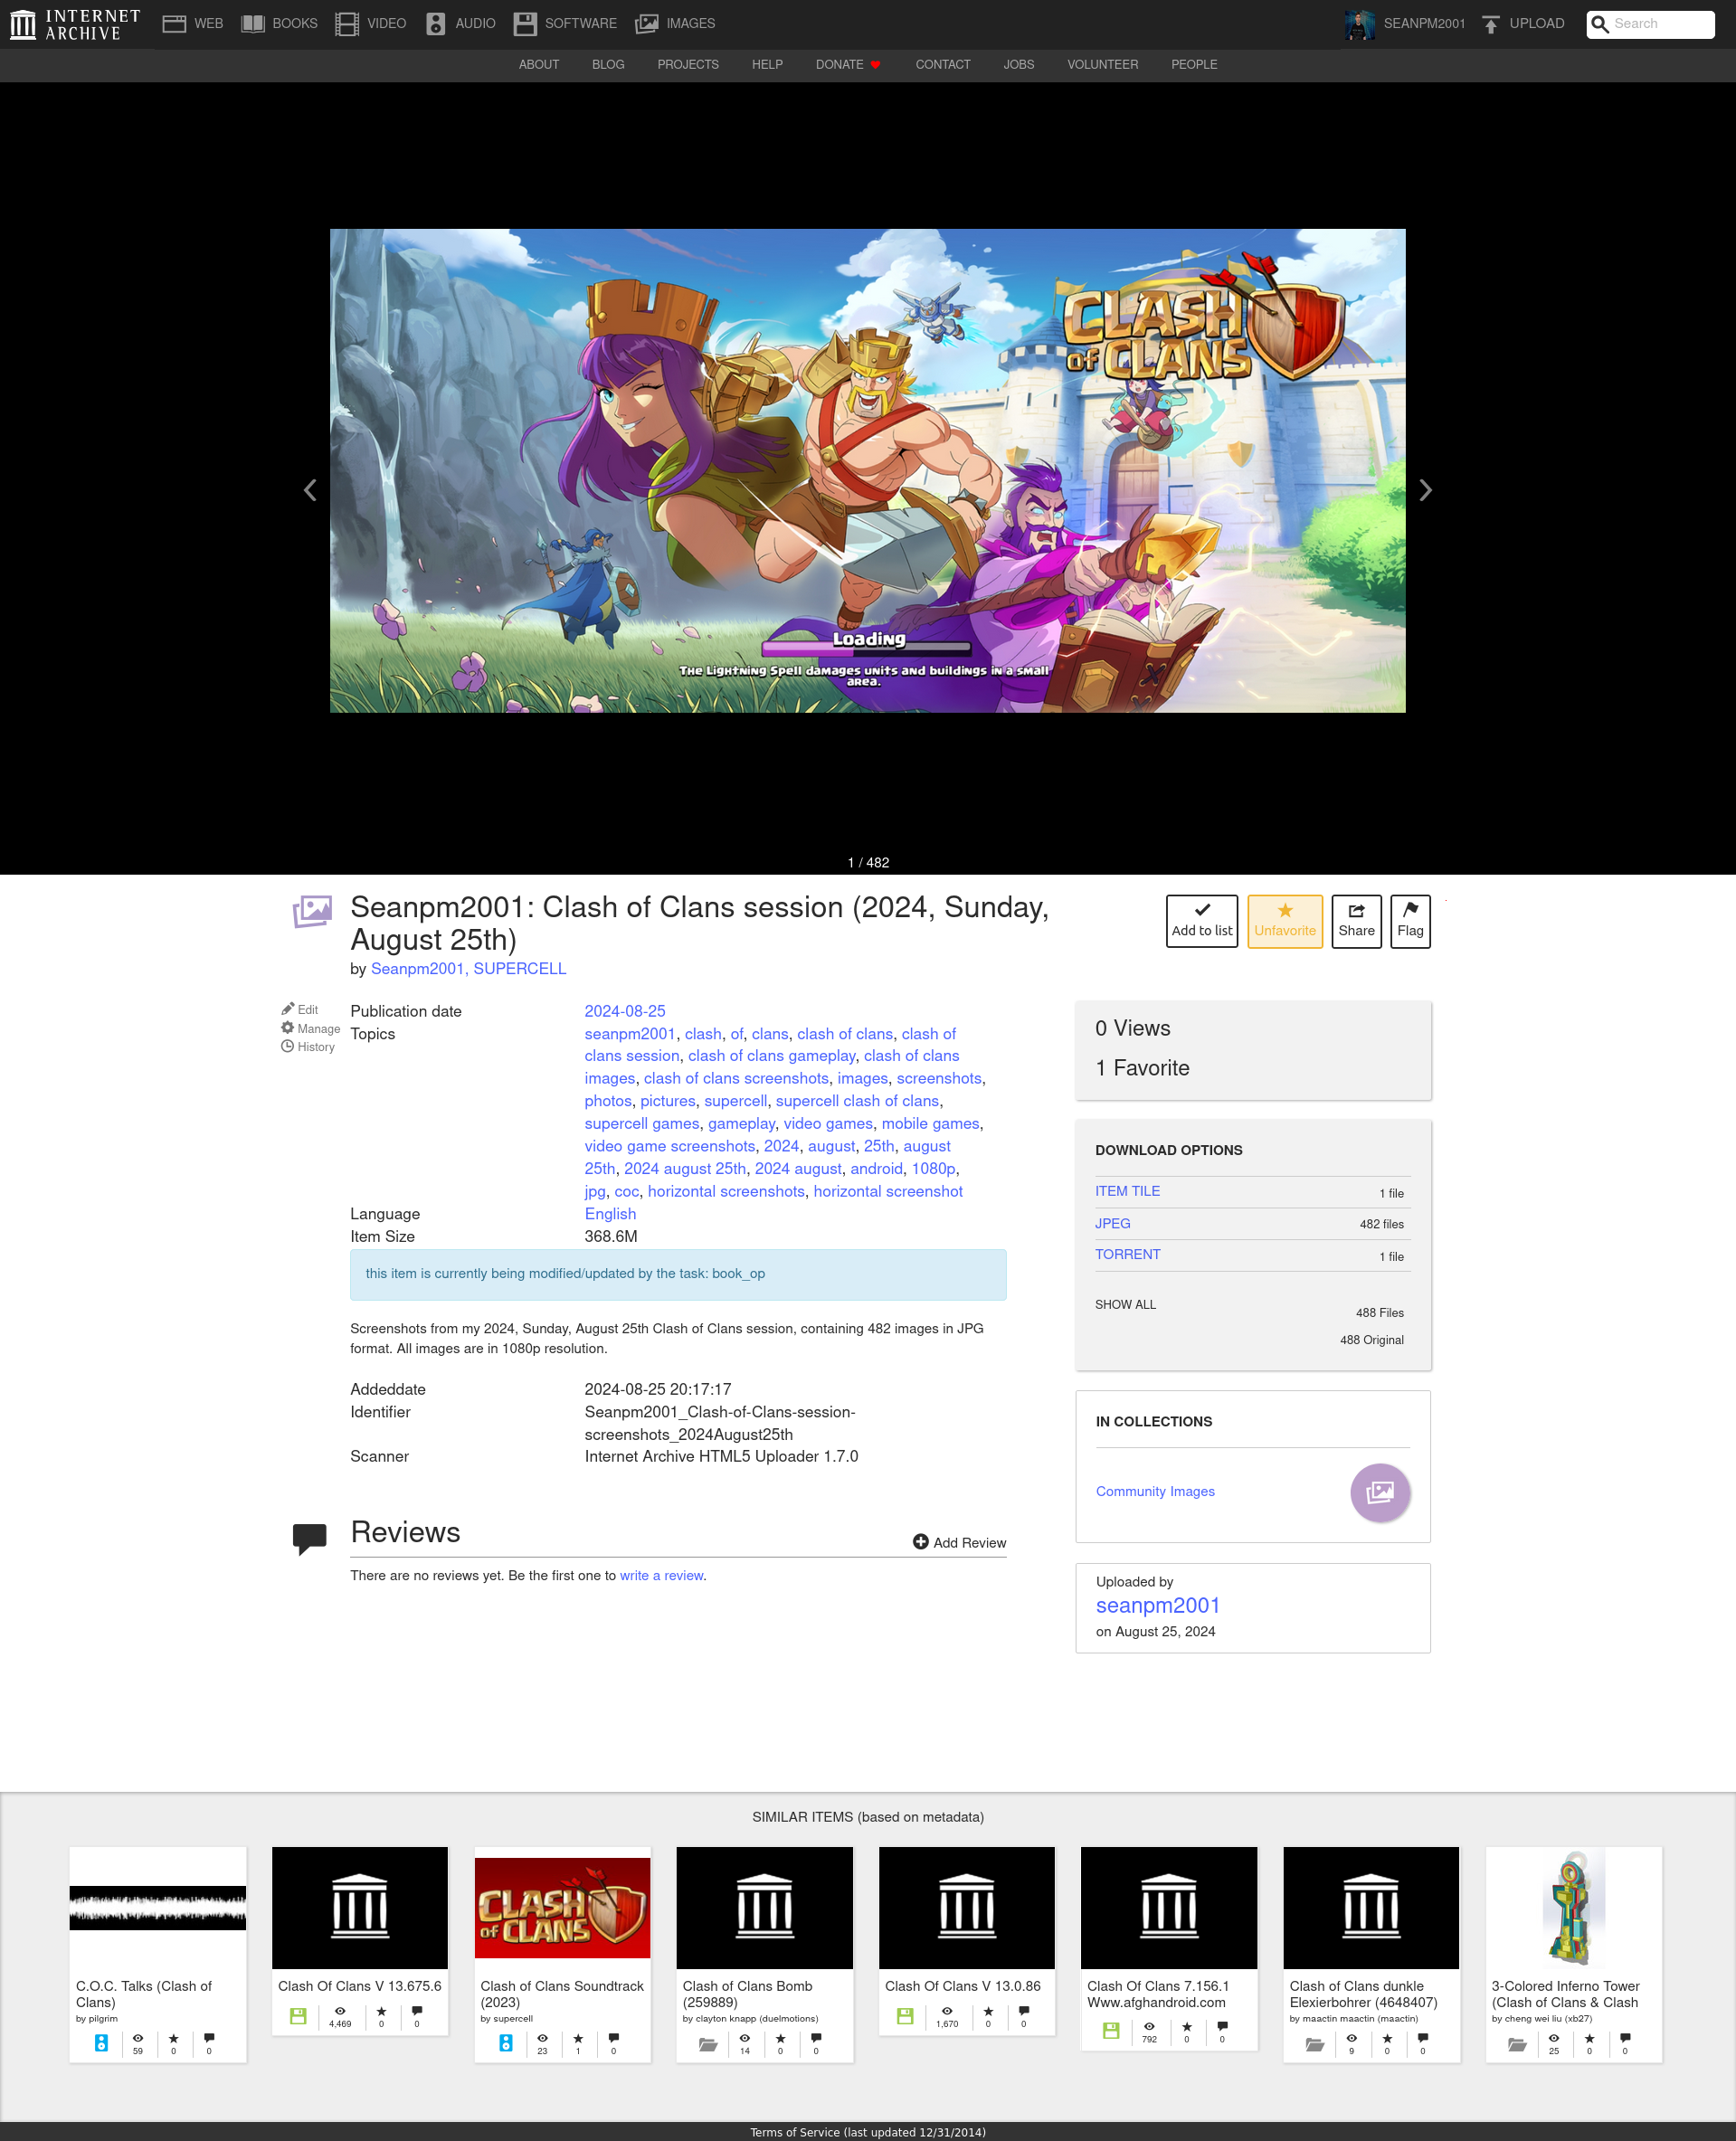 INTERNET
ARCHIVE
WEB
BOOKS
VIDEO
AUDIO
SOFTWARE
IMAGES
SEANPM2001
UPLOAD
Search
ABOUT
BLOG
PROJECTS
HELP
DONATE
CONTACT
JOBS
VOLUNTEER
PEOPLE
CLASH
OF CLANS
Loading
The Lightning Spell damages units and buildings in a small
area.
1 / 482
Seanpm2001: Clash of Clans session (2024, Sunday,
August 25th)
by Seanpm2001, SUPERCELL
Add to list
Unfavorite
Share
Flag
Edit
Manage
History
Publication date 2024-08-25
Topics seanpm2001, clash, of, clans, clash of clans, clash of
clans session, clash of clans gameplay, clash of clans
images, clash of clans screenshots, images, screenshots,
photos, pictures, supercell, supercell clash of clans,
supercell games, gameplay, video games, mobile games,
video game screenshots, 2024, august, 25th, august
25th, 2024 august 25th, 2024 august, android, 1080p,
jpg, coc, horizontal screenshots, horizontal screenshot
Language English
Item Size 368.6M
this item is currently being modified/updated by the task: book_op
Screenshots from my 2024, Sunday, August 25th Clash of Clans session, containing 482 images in JPG
format. All images are in 1080p resolution.
Addeddate 2024-08-25 20:17:17
Identifier Seanpm2001_Clash-of-Clans-session-
screenshots_2024August25th
Scanner Internet Archive HTML5 Uploader 1.7.0
Reviews
Add Review
There are no reviews yet. Be the first one to write a review.
0 Views
1 Favorite
DOWNLOAD OPTIONS
ITEM TILE 1 file
JPEG 482 files
TORRENT 1 file
SHOW ALL 488 Files
488 Original
IN COLLECTIONS
Community Images
Uploaded by
seanpm2001
on August 25, 2024
SIMILAR ITEMS (based on metadata)
C.O.C. Talks (Clash of
Clans)
by pilgrim
59 0 0
Clash Of Clans V 13.675.6
4,469 0 0
CLASH
OF CLANS
Clash of Clans Soundtrack
(2023)
by supercell
23 1 0
Clash of Clans Bomb
(259889)
by clayton knapp (duelmotions)
14 0 0
Clash Of Clans V 13.0.86
1,670 0 0
Clash Of Clans 7.156.1
Www.afghandroid.com
792 0 0
Clash of Clans dunkle
Elexierbohrer (4648407)
by maactin maactin (maactin)
9 0 0
3-Colored Inferno Tower
(Clash of Clans & Clash
by cheng wei liu (xb27)
25 0 0
Terms of Service (last updated 12/31/2014)